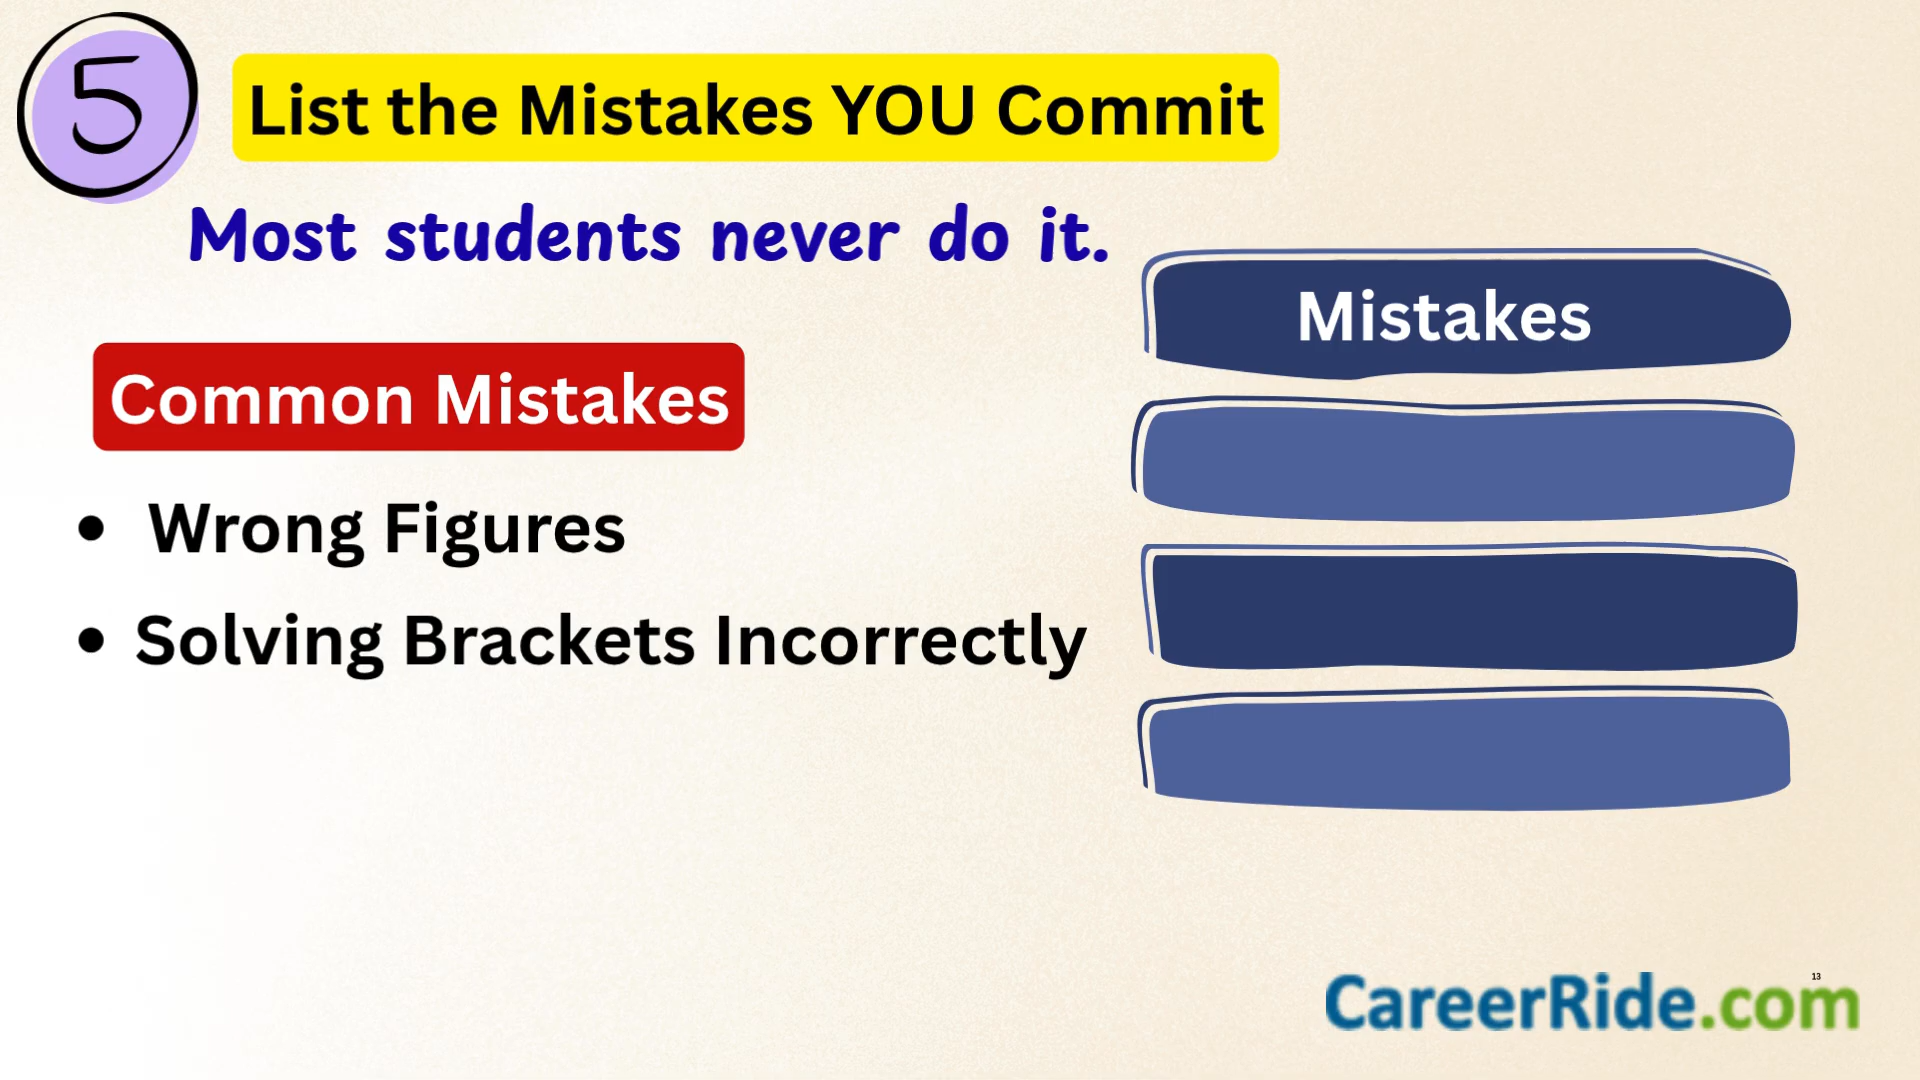 5
List the Mistakes YOU Commit
Most students never do it.
Mistakes
Common Mistakes
• Wrong Figures
• Solving Brackets Incorrectly
13
CareerRide.com